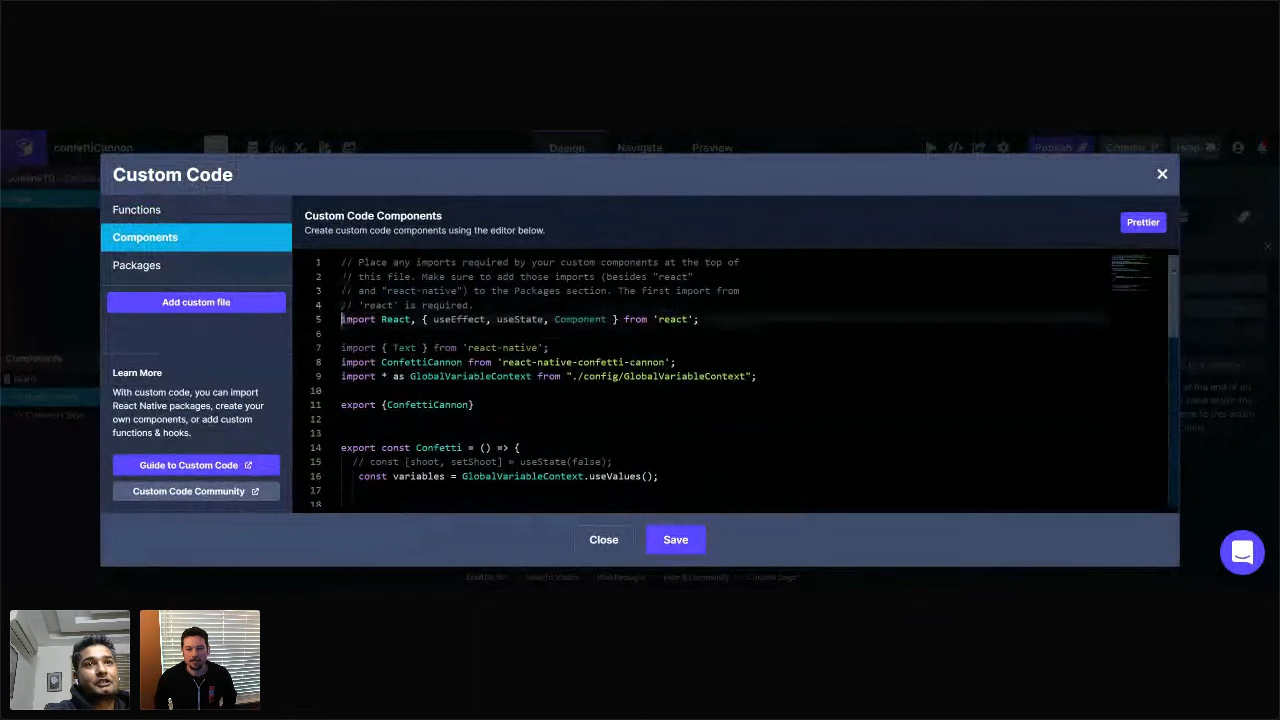 confettiCannon
Design
Navigate
Preview
Publish
Custom Code
Functions
Components
Packages
Add custom file
Learn More
With custom code, you can import
React Native packages, create your
own components, or add custom
functions & hooks.
Guide to Custom Code
Custom Code Community
Custom Code Components
Create custom code components using the editor below.
Prettier
1 // Place any imports required by your custom components at the top of
2 // this file. Make sure to add those imports (besides "react"
3 // and "react-native") to the Packages section. The first import from
4 // 'react' is required.
5 import React, { useEffect, useState, Component } from 'react';
6
7 import { Text } from 'react-native';
8 import ConfettiCannon from 'react-native-confetti-cannon';
9 import * as GlobalVariableContext from "./config/GlobalVariableContext";
10
11 export {ConfettiCannon}
12
13
14 export const Confetti = () => {
15 // const [shoot, setShoot] = useState(false);
16 const variables = GlobalVariableContext.useValues();
17
18
Close
Save
Components